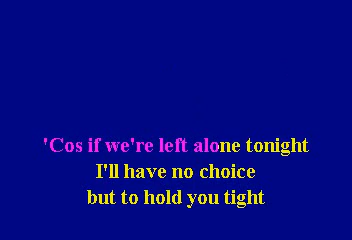 'Cos if we're left alone tonight
I'll have no choice
but to hold you tight